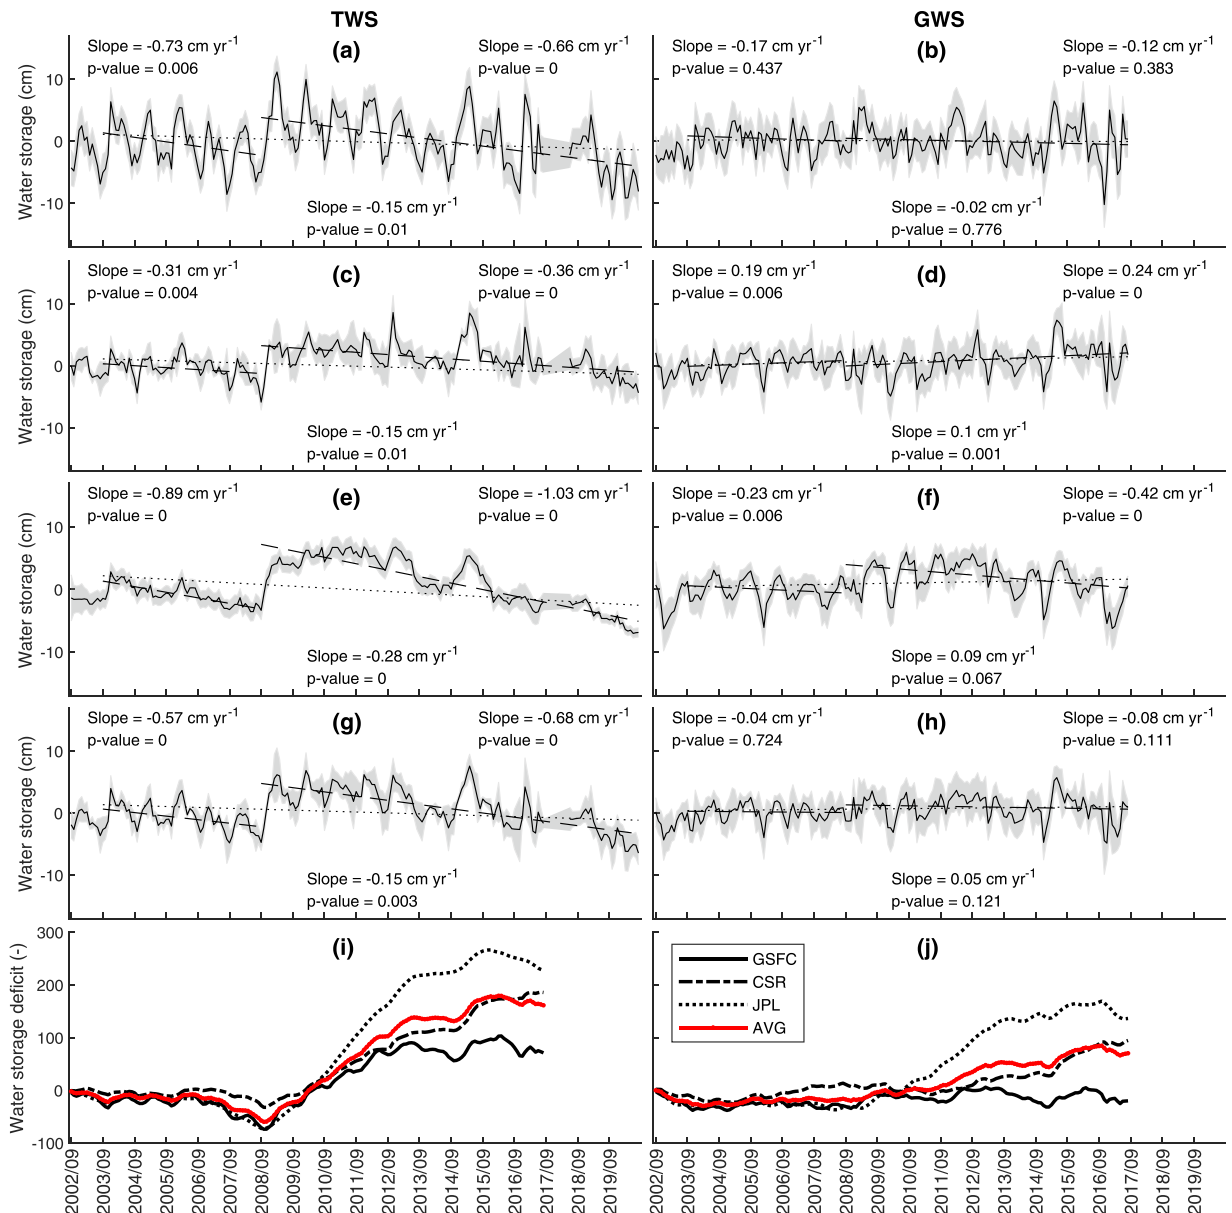 TWS
GWS
Slope = -0.73 cm yr-1
p-value = 0.006
(a)
Slope = -0.66 cm yr-1
p-value = 0
Slope = -0.15 cm yr-1
p-value = 0.01
Water storage (cm)
10
0
-10
Slope = -0.17 cm yr-1
p-value = 0.437
(b)
Slope = -0.12 cm yr-1
p-value = 0.383
Slope = -0.02 cm yr-1
p-value = 0.776
Slope = -0.31 cm yr-1
p-value = 0.004
(c)
Slope = -0.36 cm yr-1
p-value = 0
Slope = -0.15 cm yr-1
p-value = 0.01
Water storage (cm)
10
0
-10
Slope = 0.19 cm yr-1
p-value = 0.006
(d)
Slope = 0.24 cm yr-1
p-value = 0
Slope = 0.1 cm yr-1
p-value = 0.001
Slope = -0.89 cm yr-1
p-value = 0
(e)
Slope = -1.03 cm yr-1
p-value = 0
Slope = -0.28 cm yr-1
p-value = 0
Water storage (cm)
10
0
-10
Slope = -0.23 cm yr-1
p-value = 0.006
(f)
Slope = -0.42 cm yr-1
p-value = 0
Slope = 0.09 cm yr-1
p-value = 0.067
Slope = -0.57 cm yr-1
p-value = 0
(g)
Slope = -0.68 cm yr-1
p-value = 0
Slope = -0.15 cm yr-1
p-value = 0.003
Water storage (cm)
10
0
-10
Slope = -0.04 cm yr-1
p-value = 0.724
(h)
Slope = -0.08 cm yr-1
p-value = 0.111
Slope = 0.05 cm yr-1
p-value = 0.121
(i)
Water storage deficit (-)
300
200
100
0
-100
2002/09
2003/09
2004/09
2005/09
2006/09
2007/09
2008/09
2009/09
2010/09
2011/09
2012/09
2013/09
2014/09
2015/09
2016/09
2017/09
2018/09
2019/09
(j)
GSFC
CSR
JPL
AVG
2002/09
2003/09
2004/09
2005/09
2006/09
2007/09
2008/09
2009/09
2010/09
2011/09
2012/09
2013/09
2014/09
2015/09
2016/09
2017/09
2018/09
2019/09